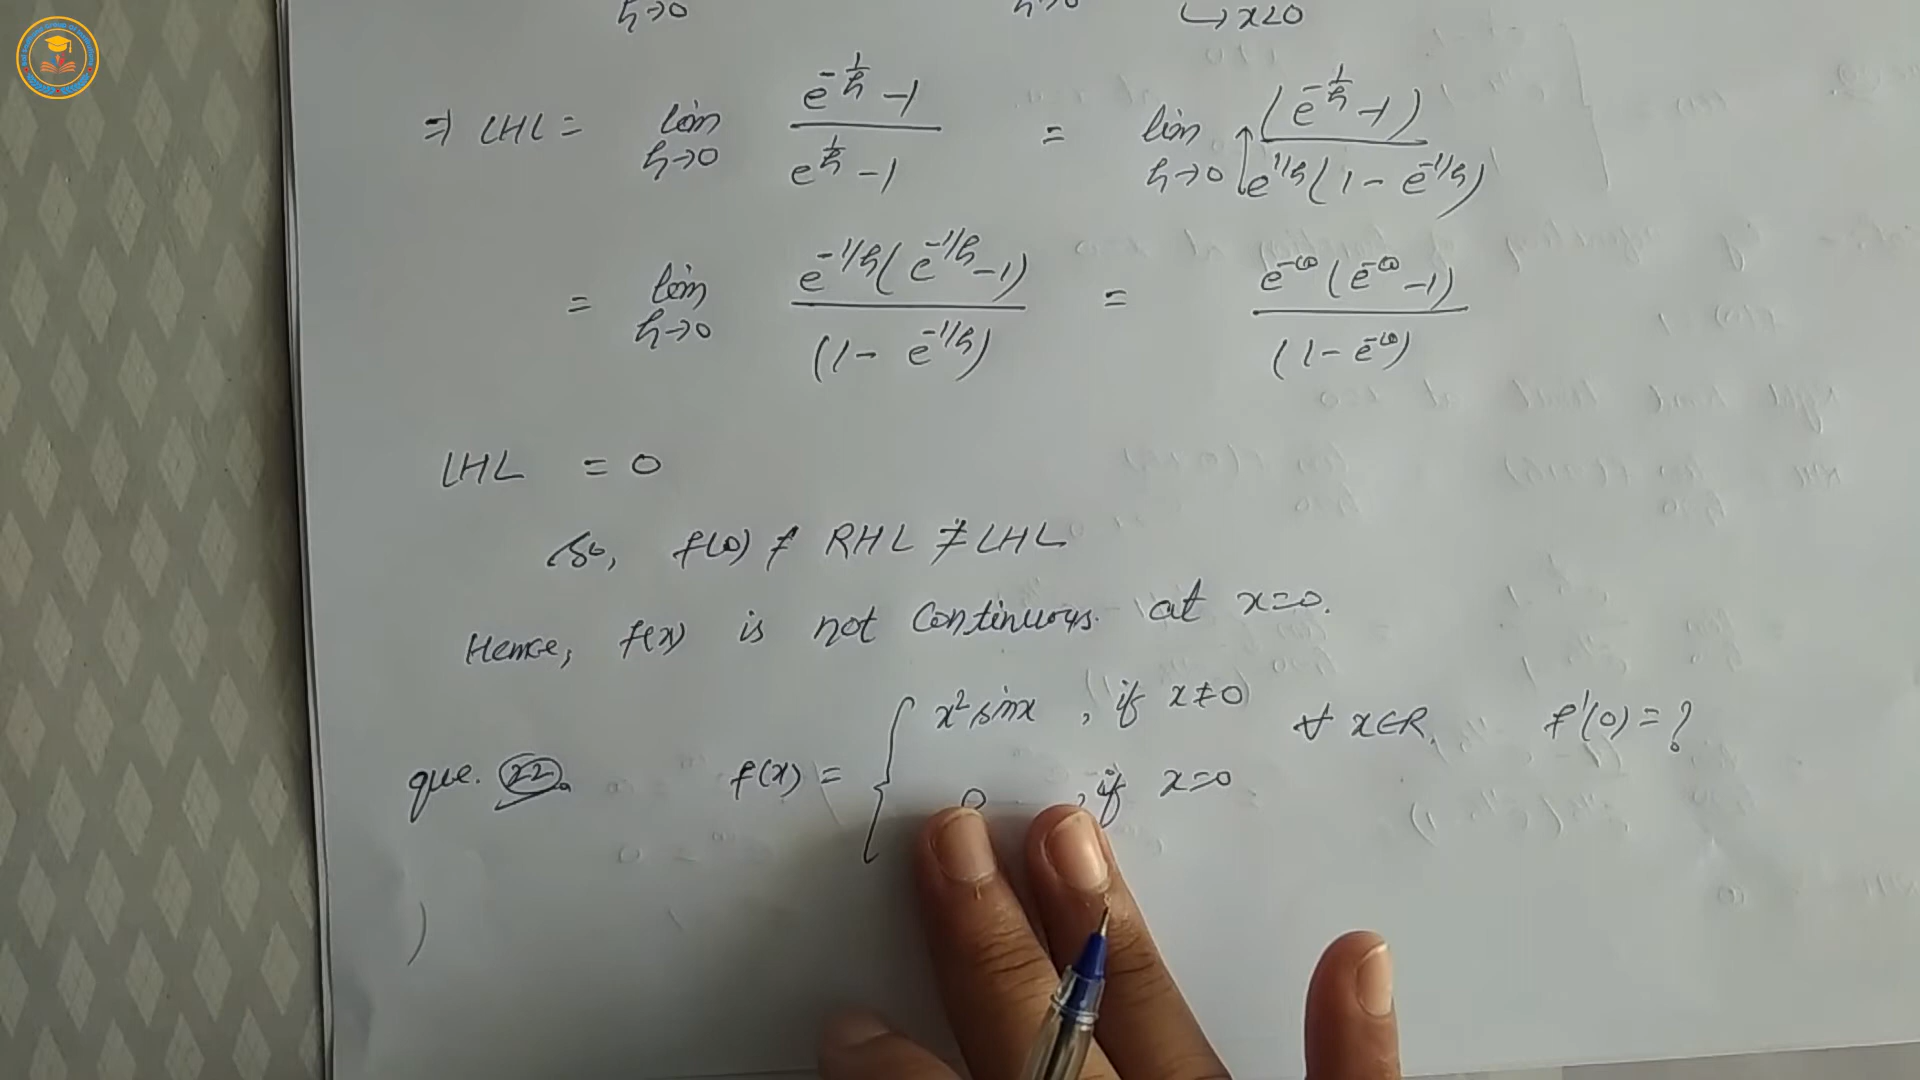 h→0 h→0 ↳ x<0
⇒ LHL = lim h→0 (e^{-1/h} - 1)/(e^{1/h} - 1) = lim h→0 (e^{-1/h} - 1)/(e^{1/h}(1 - e^{-1/h}))
= lim h→0 e^{-1/h}(e^{-1/h} - 1)/(1 - e^{-1/h}) = e^{-∞}(e^{-∞} - 1)/(1 - e^{-∞})
LHL = 0
So, f(0) ≠ RHL ≠ LHL
Hence, f(x) is not continuous at x=0.
que. 22. f(x) = { x² sinx , if x≠0 ∀ x∈R, f'(0) = ?
0 , if x=0